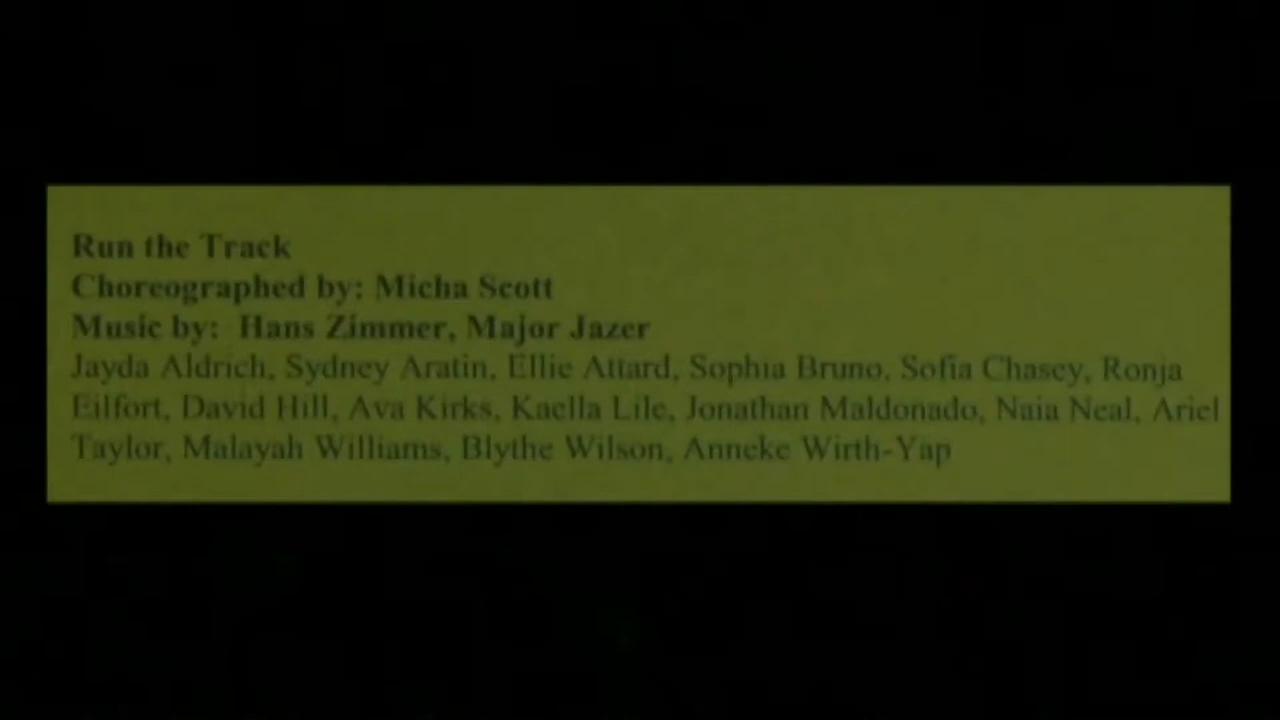 Run the Track
Choreographed by: Micha Scott
Music by: Hans Zimmer, Major Jazer
Jayda Aldrich, Sydney Aratin, Ellie Attard, Sophia Bruno, Sofia Chasey, Ronja
Eilfort, David Hill, Ava Kirks, Kaella Lile, Jonathan Maldonado, Naia Neal, Ariel
Taylor, Malayah Williams, Blythe Wilson, Anneke Wirth-Yap